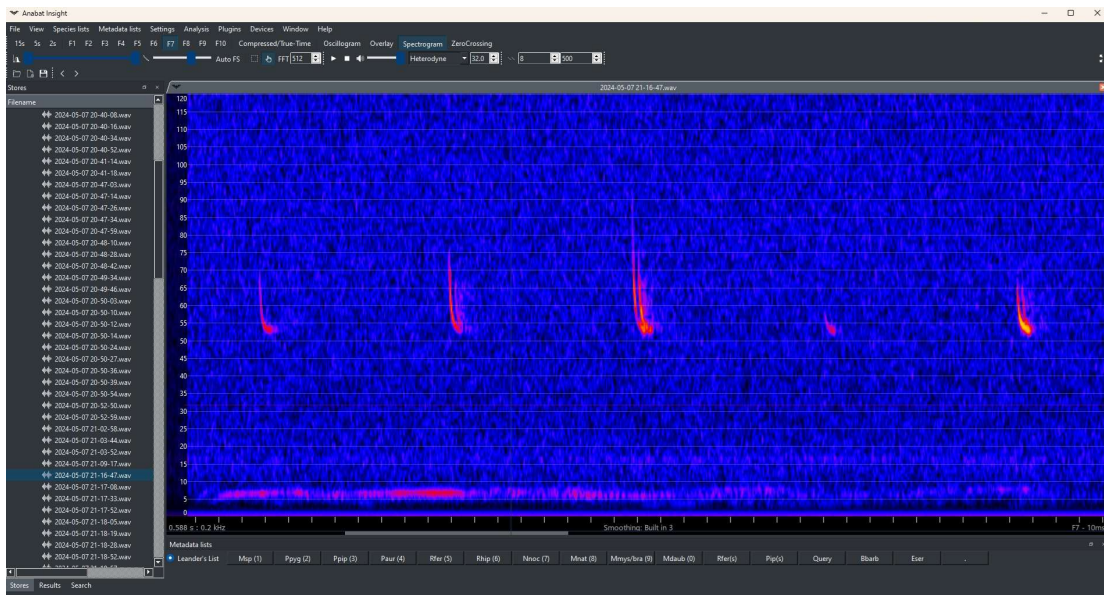 Anabat Insight
File View Species lists Metadata lists Settings Analysis Plugins Devices Window Help
15s 5s 2s F1 F2 F3 F4 F5 F6 F7 F8 F9 F10 Compressed/True-Time Oscillogram Overlay Spectrogram ZeroCrossing
Auto FS FFT 512 Heterodyne 32.0 8 500
Stores
Filename
2024-05-07 20-40-08.wav
2024-05-07 20-40-16.wav
2024-05-07 20-40-34.wav
2024-05-07 20-40-52.wav
2024-05-07 20-41-14.wav
2024-05-07 20-41-18.wav
2024-05-07 20-47-03.wav
2024-05-07 20-47-14.wav
2024-05-07 20-47-26.wav
2024-05-07 20-47-34.wav
2024-05-07 20-47-59.wav
2024-05-07 20-48-10.wav
2024-05-07 20-48-28.wav
2024-05-07 20-48-42.wav
2024-05-07 20-49-34.wav
2024-05-07 20-49-46.wav
2024-05-07 20-50-03.wav
2024-05-07 20-50-10.wav
2024-05-07 20-50-12.wav
2024-05-07 20-50-14.wav
2024-05-07 20-50-24.wav
2024-05-07 20-50-27.wav
2024-05-07 20-50-36.wav
2024-05-07 20-50-39.wav
2024-05-07 20-50-54.wav
2024-05-07 20-52-50.wav
2024-05-07 20-52-59.wav
2024-05-07 21-02-58.wav
2024-05-07 21-03-44.wav
2024-05-07 21-03-52.wav
2024-05-07 21-09-17.wav
2024-05-07 21-16-47.wav
2024-05-07 21-17-08.wav
2024-05-07 21-17-33.wav
2024-05-07 21-17-52.wav
2024-05-07 21-18-05.wav
2024-05-07 21-18-19.wav
2024-05-07 21-18-28.wav
2024-05-07 21-18-52.wav
Stores Results Search
2024-05-07 21-16-47.wav
120
115
110
105
100
95
90
85
80
75
70
65
60
55
50
45
40
35
30
25
20
15
10
5
0
0.588 s : 0.2 kHz Smoothing: Built in 3 F7 - 10ms
Metadata lists
Leander's List Msp (1) Ppyg (2) Ppip (3) Paur (4) Rfer (5) Rhip (6) Nnoc (7) Mnat (8) Mmys/bra (9) Mdaub (0) Rfer(s) Pip(s) Query Bbarb Eser .